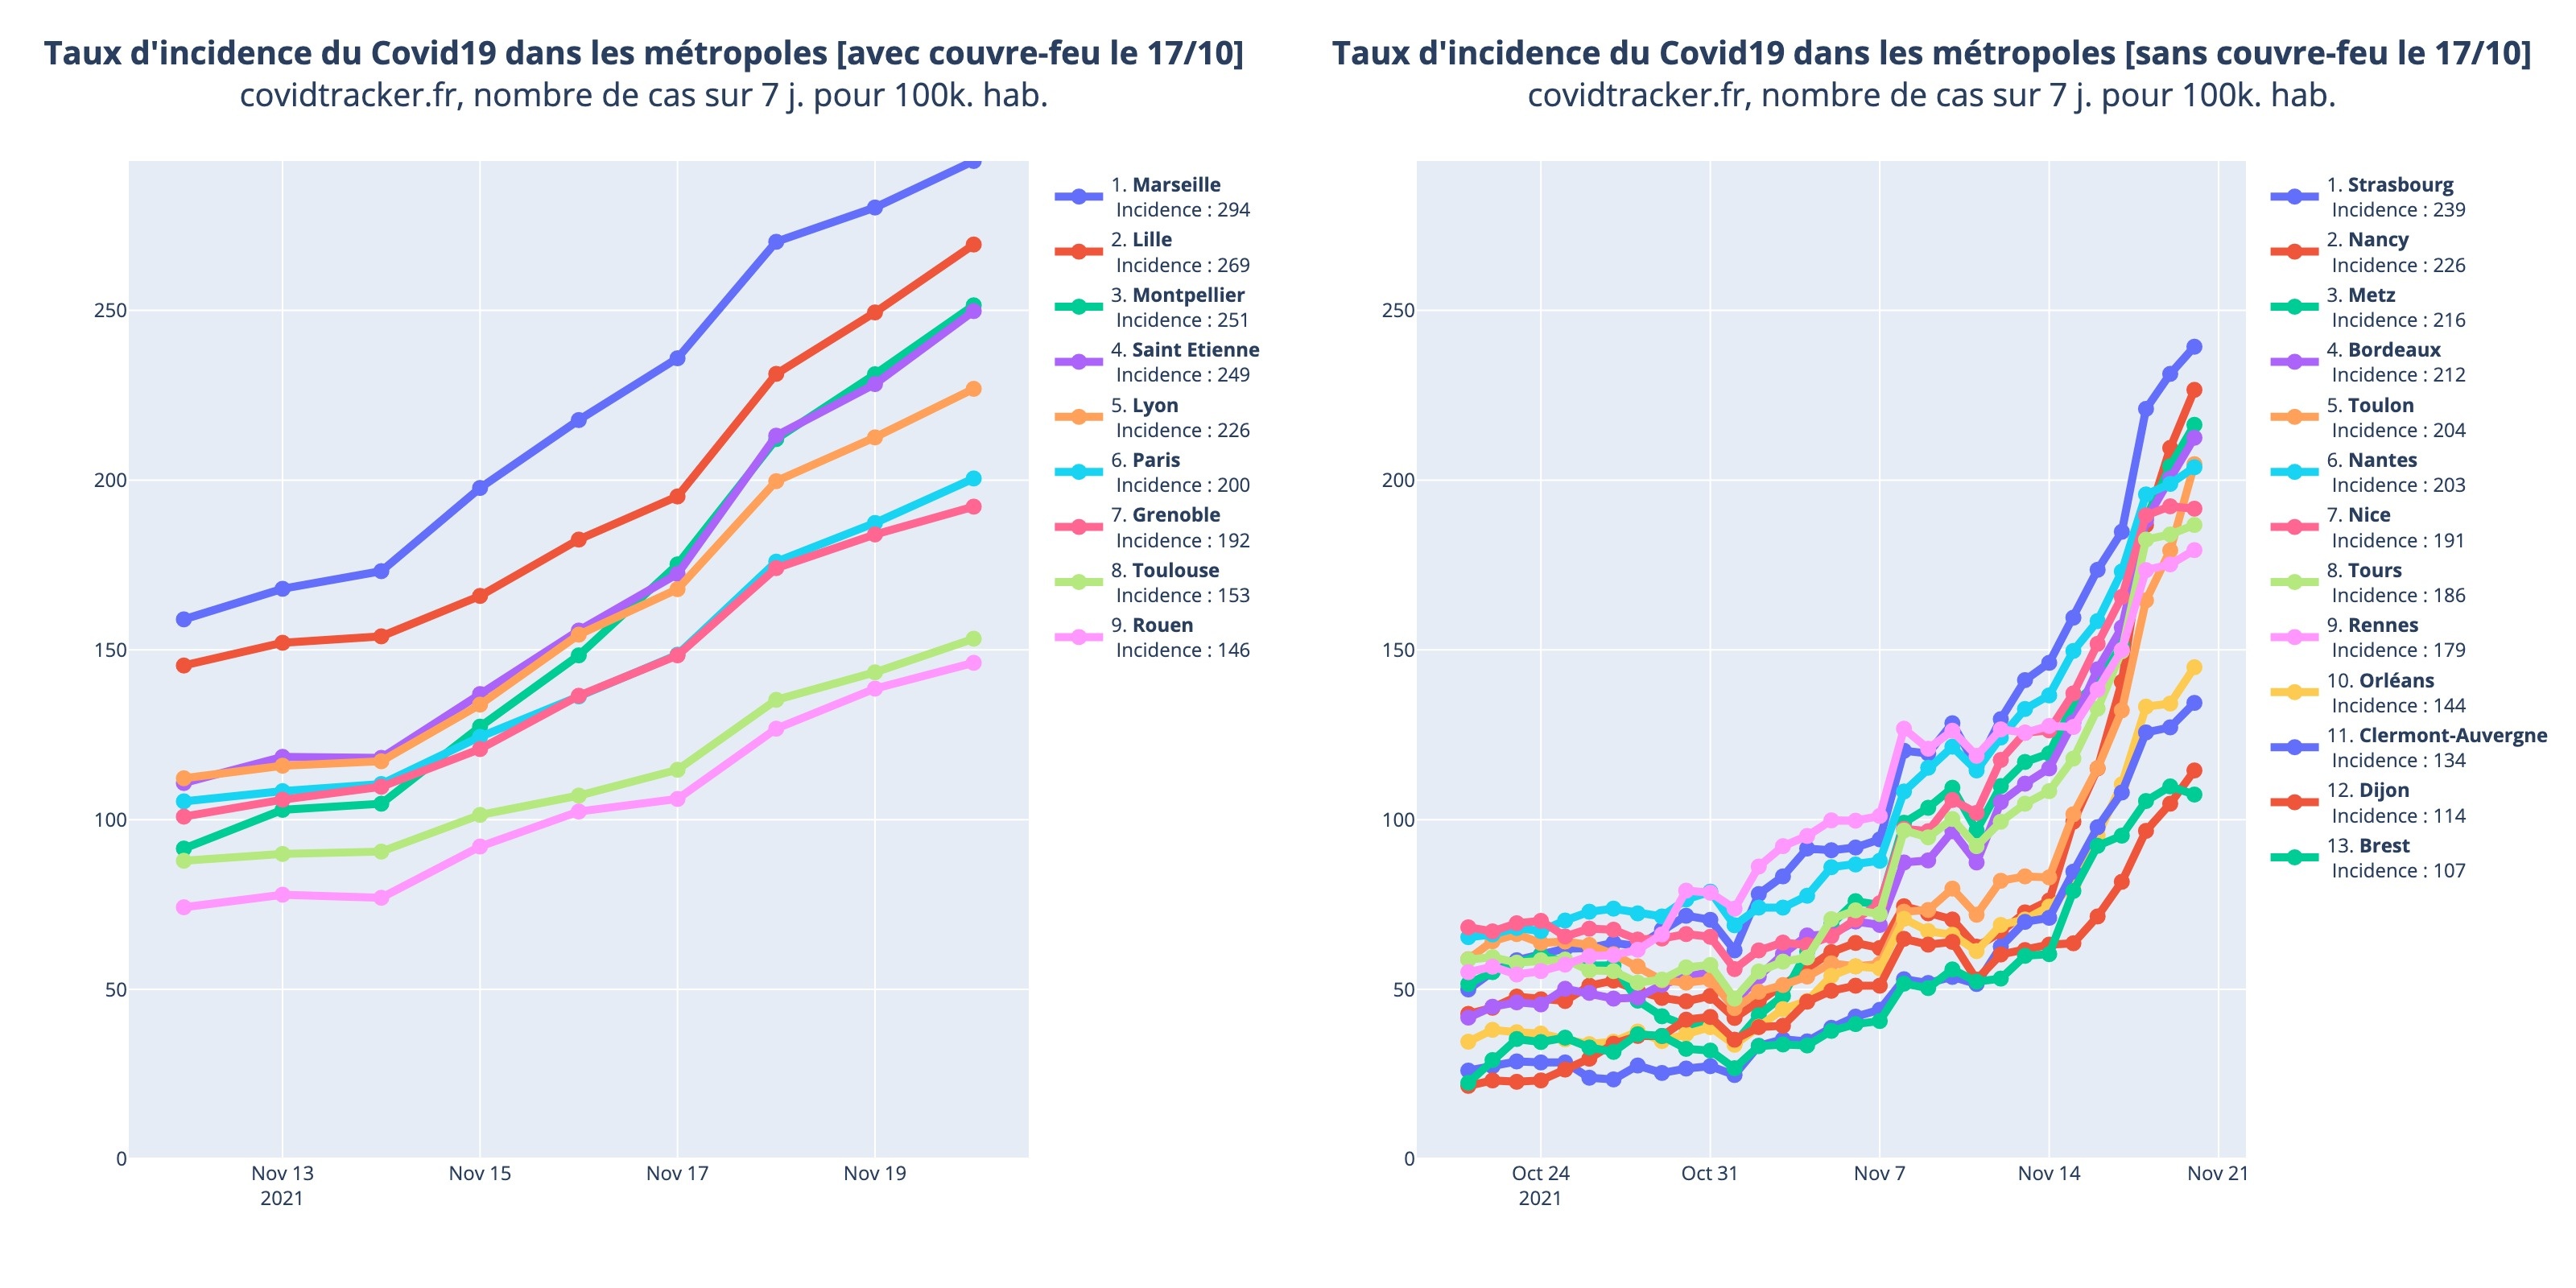 Taux d'incidence du Covid19 dans les métropoles [avec couvre-feu le 17/10]
covidtracker.fr, nombre de cas sur 7 j. pour 100k. hab.
250
200
150
100
50
0
Nov 13
2021
Nov 15
Nov 17
Nov 19
1. Marseille
Incidence : 294
2. Lille
Incidence : 269
3. Montpellier
Incidence : 251
4. Saint Etienne
Incidence : 249
5. Lyon
Incidence : 226
6. Paris
Incidence : 200
7. Grenoble
Incidence : 192
8. Toulouse
Incidence : 153
9. Rouen
Incidence : 146
Taux d'incidence du Covid19 dans les métropoles [sans couvre-feu le 17/10]
covidtracker.fr, nombre de cas sur 7 j. pour 100k. hab.
250
200
150
100
50
0
Oct 24
2021
Oct 31
Nov 7
Nov 14
Nov 21
1. Strasbourg
Incidence : 239
2. Nancy
Incidence : 226
3. Metz
Incidence : 216
4. Bordeaux
Incidence : 212
5. Toulon
Incidence : 204
6. Nantes
Incidence : 203
7. Nice
Incidence : 191
8. Tours
Incidence : 186
9. Rennes
Incidence : 179
10. Orléans
Incidence : 144
11. Clermont-Auvergne
Incidence : 134
12. Dijon
Incidence : 114
13. Brest
Incidence : 107